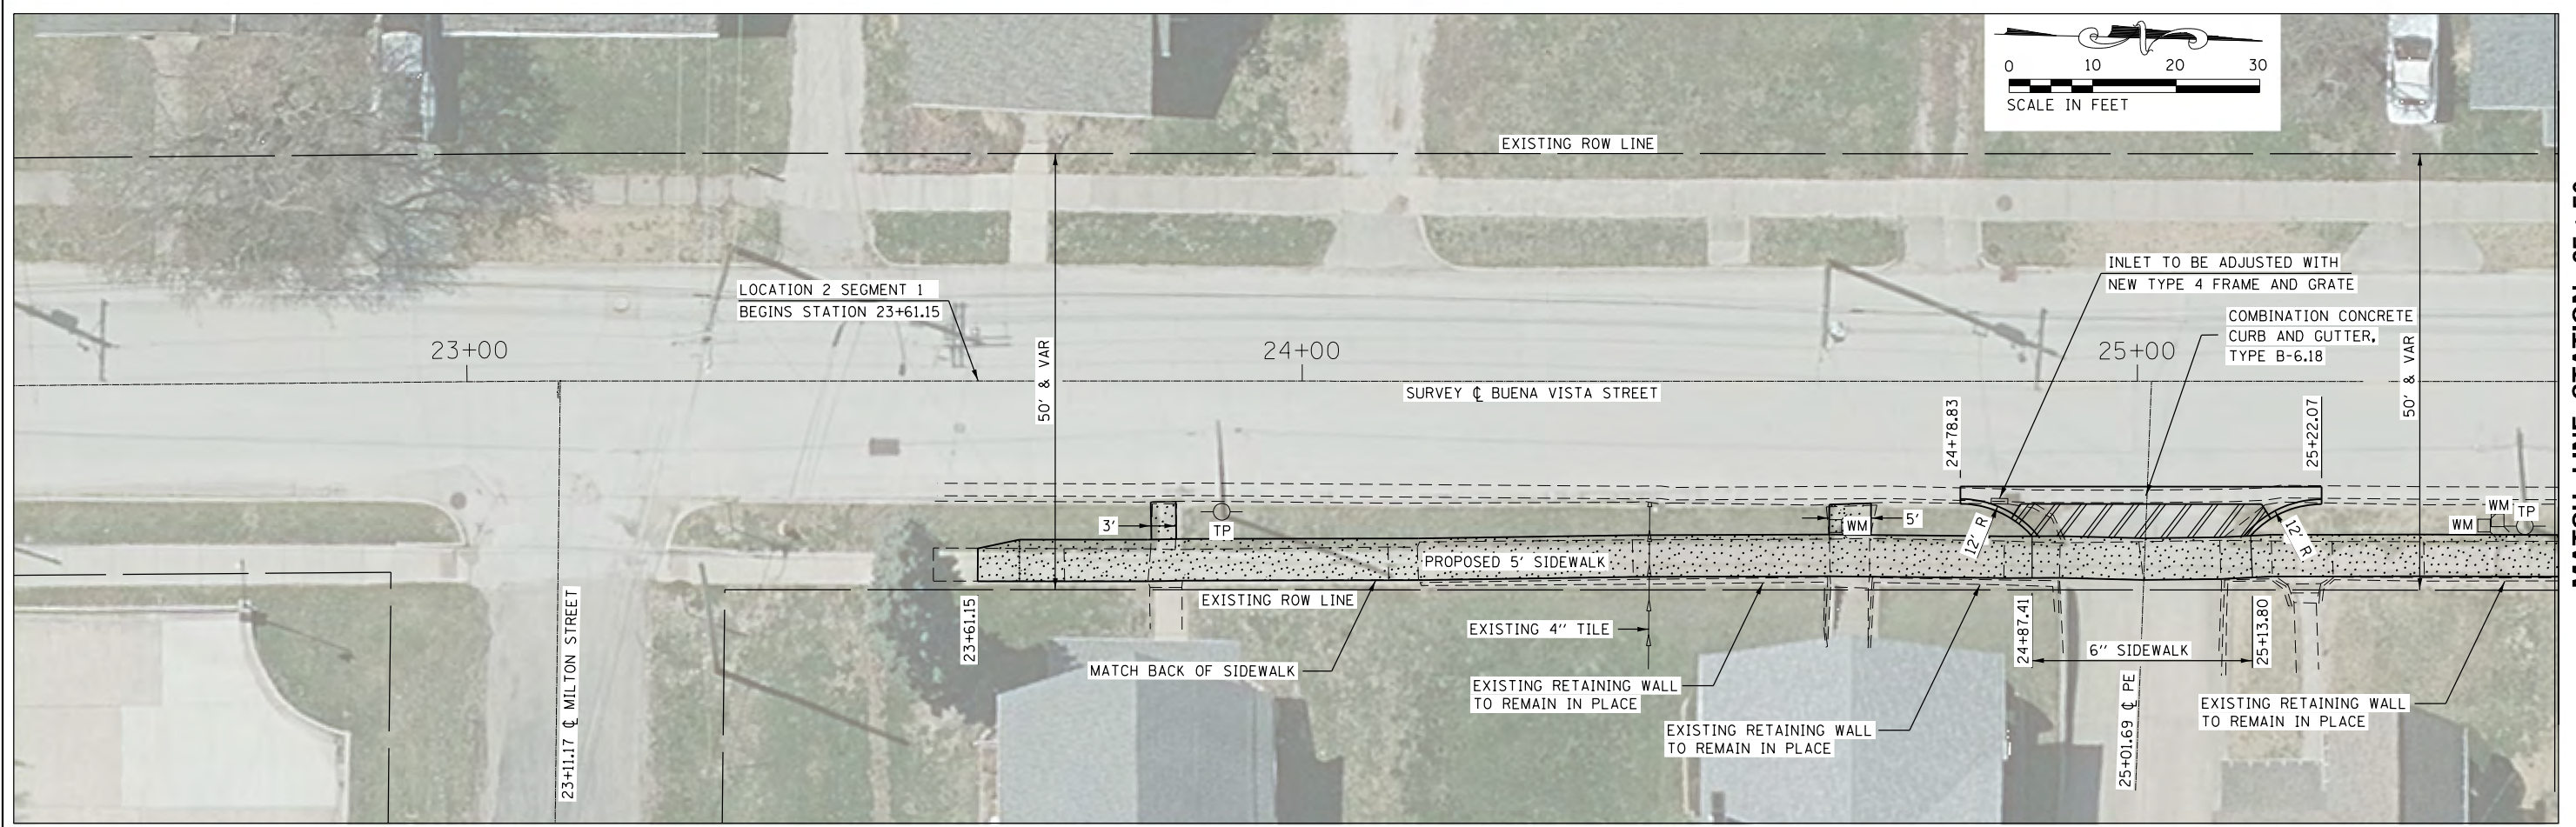 0 10 20 30
SCALE IN FEET
EXISTING ROW LINE
LOCATION 2 SEGMENT 1
BEGINS STATION 23+61.15
INLET TO BE ADJUSTED WITH
NEW TYPE 4 FRAME AND GRATE
COMBINATION CONCRETE
CURB AND GUTTER,
TYPE B-6.18
23+00
24+00
25+00
50' & VAR
50' & VAR
SURVEY ℄ BUENA VISTA STREET
24+78.83
25+22.07
3'
TP
WM
5'
12' R
12' R
WM
WM
TP
PROPOSED 5' SIDEWALK
EXISTING ROW LINE
23+61.15
EXISTING 4'' TILE
MATCH BACK OF SIDEWALK
24+87.41
6'' SIDEWALK
25+13.80
23+11.17 ℄ MILTON STREET
EXISTING RETAINING WALL
TO REMAIN IN PLACE
EXISTING RETAINING WALL
TO REMAIN IN PLACE
25+01.69 ℄ PE
EXISTING RETAINING WALL
TO REMAIN IN PLACE